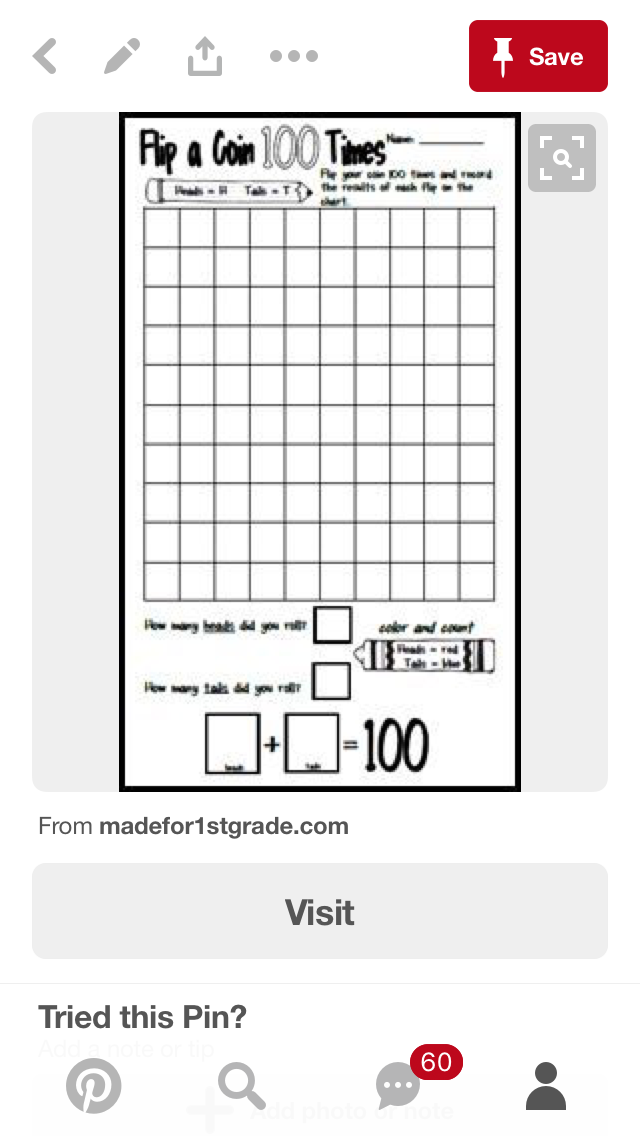 Save
Flip a Coin 100 Times
Name:
Flip your coin 100 times and record
the results of each flip on the
chart.
Heads = H Tails = T
How many heads did you roll?
color and count
Heads = red
Tails = blue
How many tails did you roll?
+ = 100
heads tails
From madefor1stgrade.com
Visit
Tried this Pin?
Add a note or tip
60
Add photo or note